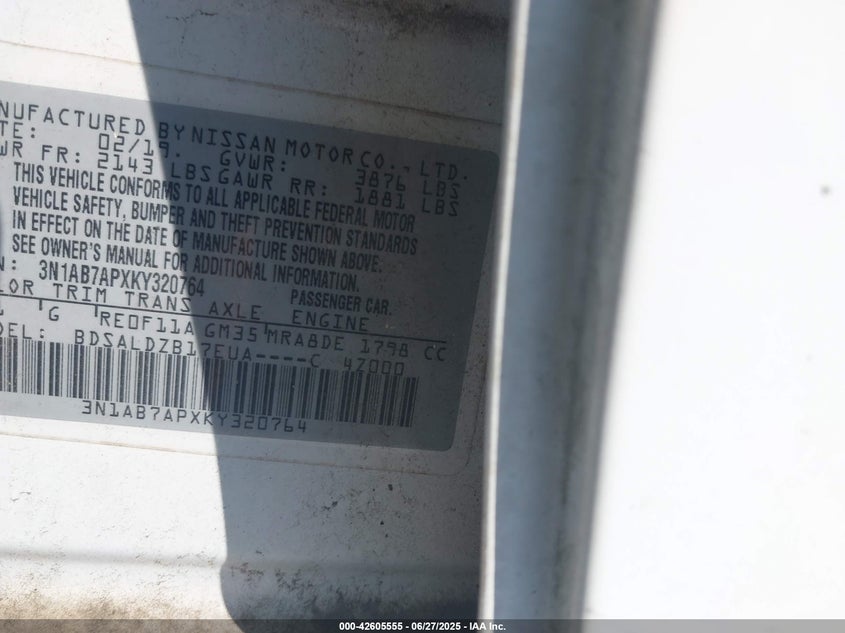 NUFACTURED BY NISSAN MOTOR CO., LTD.
TE: 02/19. GVWR: 3876 LBS
WR FR: 2143 LBS GAWR RR: 1881 LBS
THIS VEHICLE CONFORMS TO ALL APPLICABLE FEDERAL MOTOR
VEHICLE SAFETY, BUMPER AND THEFT PREVENTION STANDARDS
IN EFFECT ON THE DATE OF MANUFACTURE SHOWN ABOVE.
SEE OWNER'S MANUAL FOR ADDITIONAL INFORMATION.
N: 3N1AB7APXKY320764 PASSENGER CAR.
LOR TRIM TRANS AXLE ENGINE
G RE0F11A GM35 MRA8DE 1798 CC
DEL: BDSALDZB17EUA----C 4Z000
3N1AB7APXKY320764
000-42605555 | 06/27/2025 - IAA Inc.